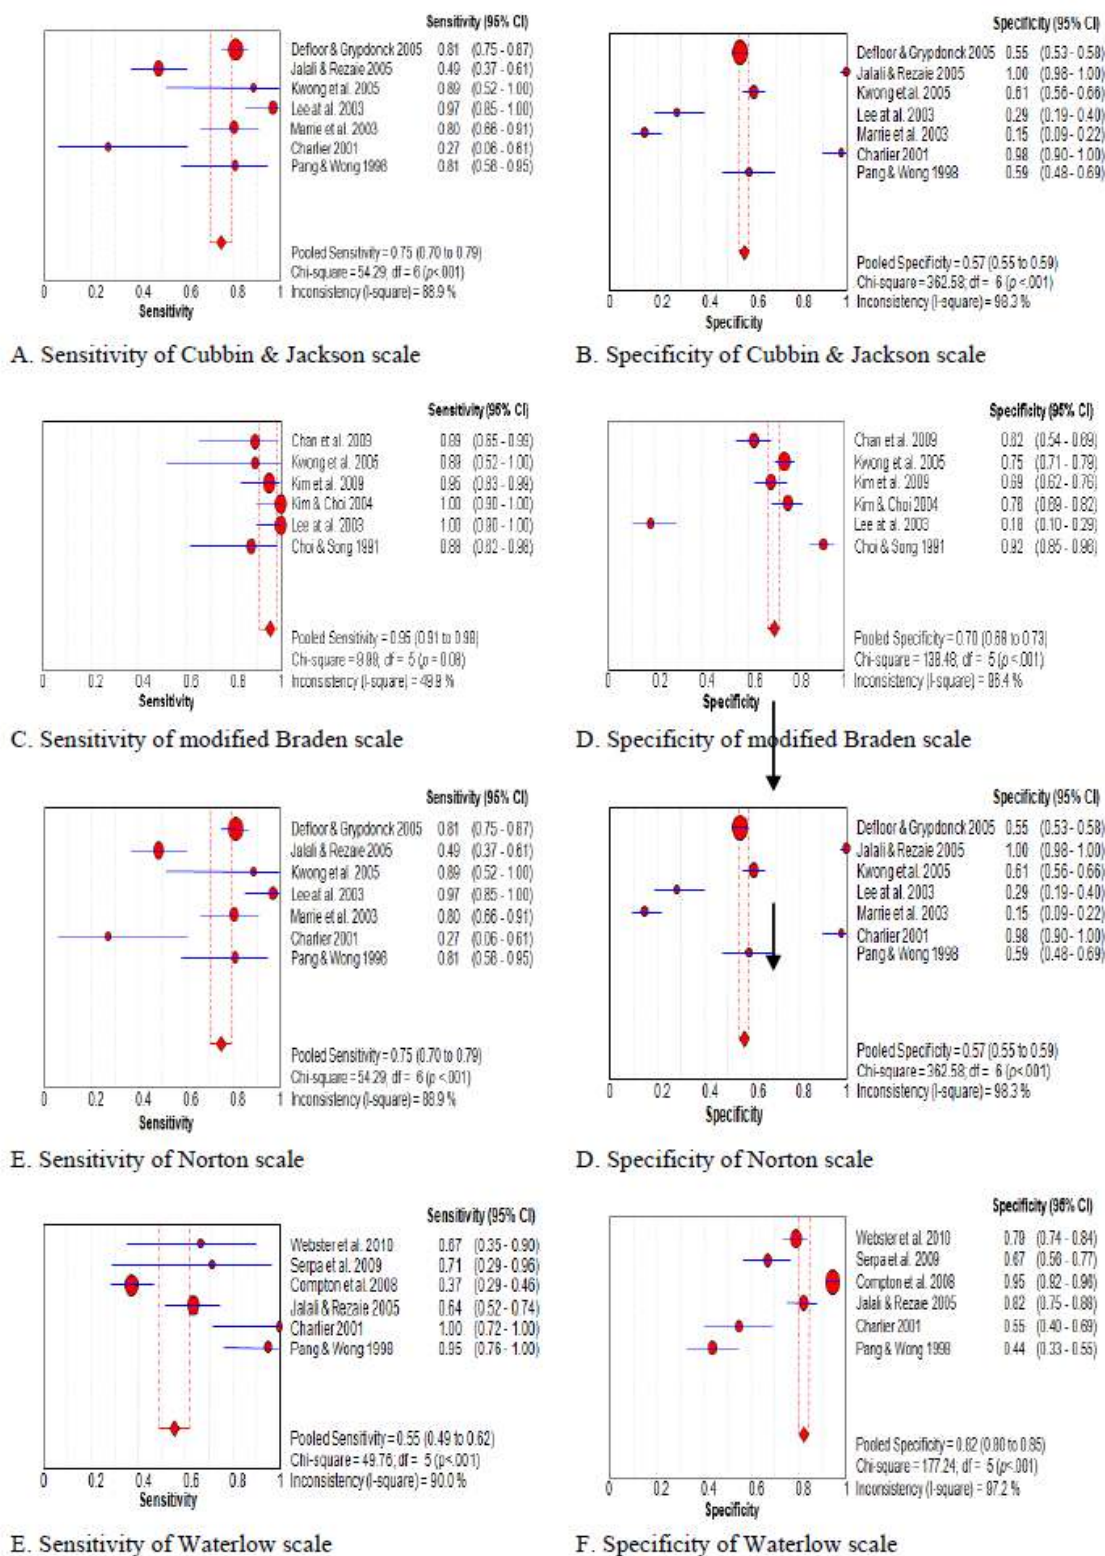 Sensitivity (95% CI)
Defloor & Grypdonck 2005 0.81 (0.75 - 0.87)
Jalali & Rezaie 2005 0.49 (0.37 - 0.61)
Kwong et al. 2005 0.89 (0.52 - 1.00)
Lee at al. 2003 0.97 (0.85 - 1.00)
Marrie et al. 2003 0.80 (0.66 - 0.91)
Charlier 2001 0.27 (0.06 - 0.61)
Pang & Wong 1998 0.81 (0.58 - 0.95)
Pooled Sensitivity = 0.75 (0.70 to 0.79)
Chi-square = 54.29; df = 6 (p<.001)
Inconsistency (I-square) = 88.9 %
0 0.2 0.4 0.6 0.8 1
Sensitivity
A. Sensitivity of Cubbin & Jackson scale
Specificity (95% CI)
Defloor & Grypdonck 2005 0.55 (0.53 - 0.58)
Jalali & Rezaie 2005 1.00 (0.98 - 1.00)
Kwong et al. 2005 0.61 (0.56 - 0.66)
Lee at al. 2003 0.29 (0.19 - 0.40)
Marrie et al. 2003 0.15 (0.09 - 0.22)
Charlier 2001 0.98 (0.90 - 1.00)
Pang & Wong 1998 0.59 (0.48 - 0.69)
Pooled Specificity = 0.57 (0.55 to 0.59)
Chi-square = 362.58; df = 6 (p <.001)
Inconsistency (I-square) = 98.3 %
0 0.2 0.4 0.6 0.8 1
Specificity
B. Specificity of Cubbin & Jackson scale
Sensitivity (95% CI)
Chan et al. 2009 0.89 (0.65 - 0.99)
Kwong et al. 2005 0.89 (0.52 - 1.00)
Kim et al. 2009 0.95 (0.83 - 0.99)
Kim & Choi 2004 1.00 (0.90 - 1.00)
Lee at al. 2003 1.00 (0.90 - 1.00)
Choi & Song 1991 0.88 (0.62 - 0.98)
Pooled Sensitivity = 0.95 (0.91 to 0.98)
Chi-square = 9.98; df = 5 (p = 0.08)
Inconsistency (I-square) = 49.9 %
0 0.2 0.4 0.6 0.8 1
Sensitivity
C. Sensitivity of modified Braden scale
Specificity (95% CI)
Chan et al. 2009 0.62 (0.54 - 0.69)
Kwong et al. 2005 0.75 (0.71 - 0.79)
Kim et al. 2009 0.69 (0.62 - 0.76)
Kim & Choi 2004 0.76 (0.69 - 0.82)
Lee at al. 2003 0.18 (0.10 - 0.29)
Choi & Song 1991 0.92 (0.85 - 0.96)
Pooled Specificity = 0.70 (0.68 to 0.73)
Chi-square = 138.48; df = 5 (p <.001)
Inconsistency (I-square) = 96.4 %
0 0.2 0.4 0.6 0.8 1
Specificity
D. Specificity of modified Braden scale
Sensitivity (95% CI)
Defloor & Grypdonck 2005 0.81 (0.75 - 0.87)
Jalali & Rezaie 2005 0.49 (0.37 - 0.61)
Kwong et al. 2005 0.89 (0.52 - 1.00)
Lee at al. 2003 0.97 (0.85 - 1.00)
Marrie et al. 2003 0.80 (0.66 - 0.91)
Charlier 2001 0.27 (0.06 - 0.61)
Pang & Wong 1998 0.81 (0.58 - 0.95)
Pooled Sensitivity = 0.75 (0.70 to 0.79)
Chi-square = 54.29; df = 6 (p <.001)
Inconsistency (I-square) = 88.9 %
0 0.2 0.4 0.6 0.8 1
Sensitivity
E. Sensitivity of Norton scale
Specificity (95% CI)
Defloor & Grypdonck 2005 0.55 (0.53 - 0.58)
Jalali & Rezaie 2005 1.00 (0.98 - 1.00)
Kwong et al. 2005 0.61 (0.56 - 0.66)
Lee at al. 2003 0.29 (0.19 - 0.40)
Marrie et al. 2003 0.15 (0.09 - 0.22)
Charlier 2001 0.98 (0.90 - 1.00)
Pang & Wong 1998 0.59 (0.48 - 0.69)
Pooled Specificity = 0.57 (0.55 to 0.59)
Chi-square = 362.58; df = 6 (p <.001)
Inconsistency (I-square) = 98.3 %
0 0.2 0.4 0.6 0.8 1
Specificity
D. Specificity of Norton scale
Sensitivity (95% CI)
Webster et al. 2010 0.67 (0.35 - 0.90)
Serpa et al. 2009 0.71 (0.29 - 0.96)
Compton et al. 2008 0.37 (0.29 - 0.46)
Jalali & Rezaie 2005 0.64 (0.52 - 0.74)
Charlier 2001 1.00 (0.72 - 1.00)
Pang & Wong 1998 0.95 (0.76 - 1.00)
Pooled Sensitivity = 0.55 (0.49 to 0.62)
Chi-square = 49.76; df = 5 (p<.001)
Inconsistency (I-square) = 90.0 %
0 0.2 0.4 0.6 0.8 1
Sensitivity
E. Sensitivity of Waterlow scale
Specificity (95% CI)
Webster et al. 2010 0.79 (0.74 - 0.84)
Serpa et al. 2009 0.67 (0.56 - 0.77)
Compton et al. 2008 0.95 (0.92 - 0.96)
Jalali & Rezaie 2005 0.82 (0.75 - 0.88)
Charlier 2001 0.55 (0.40 - 0.69)
Pang & Wong 1998 0.44 (0.33 - 0.55)
Pooled Specificity = 0.82 (0.80 to 0.85)
Chi-square = 177.24; df = 5 (p<.001)
Inconsistency (I-square) = 97.2 %
0 0.2 0.4 0.6 0.8 1
Specificity
F. Specificity of Waterlow scale